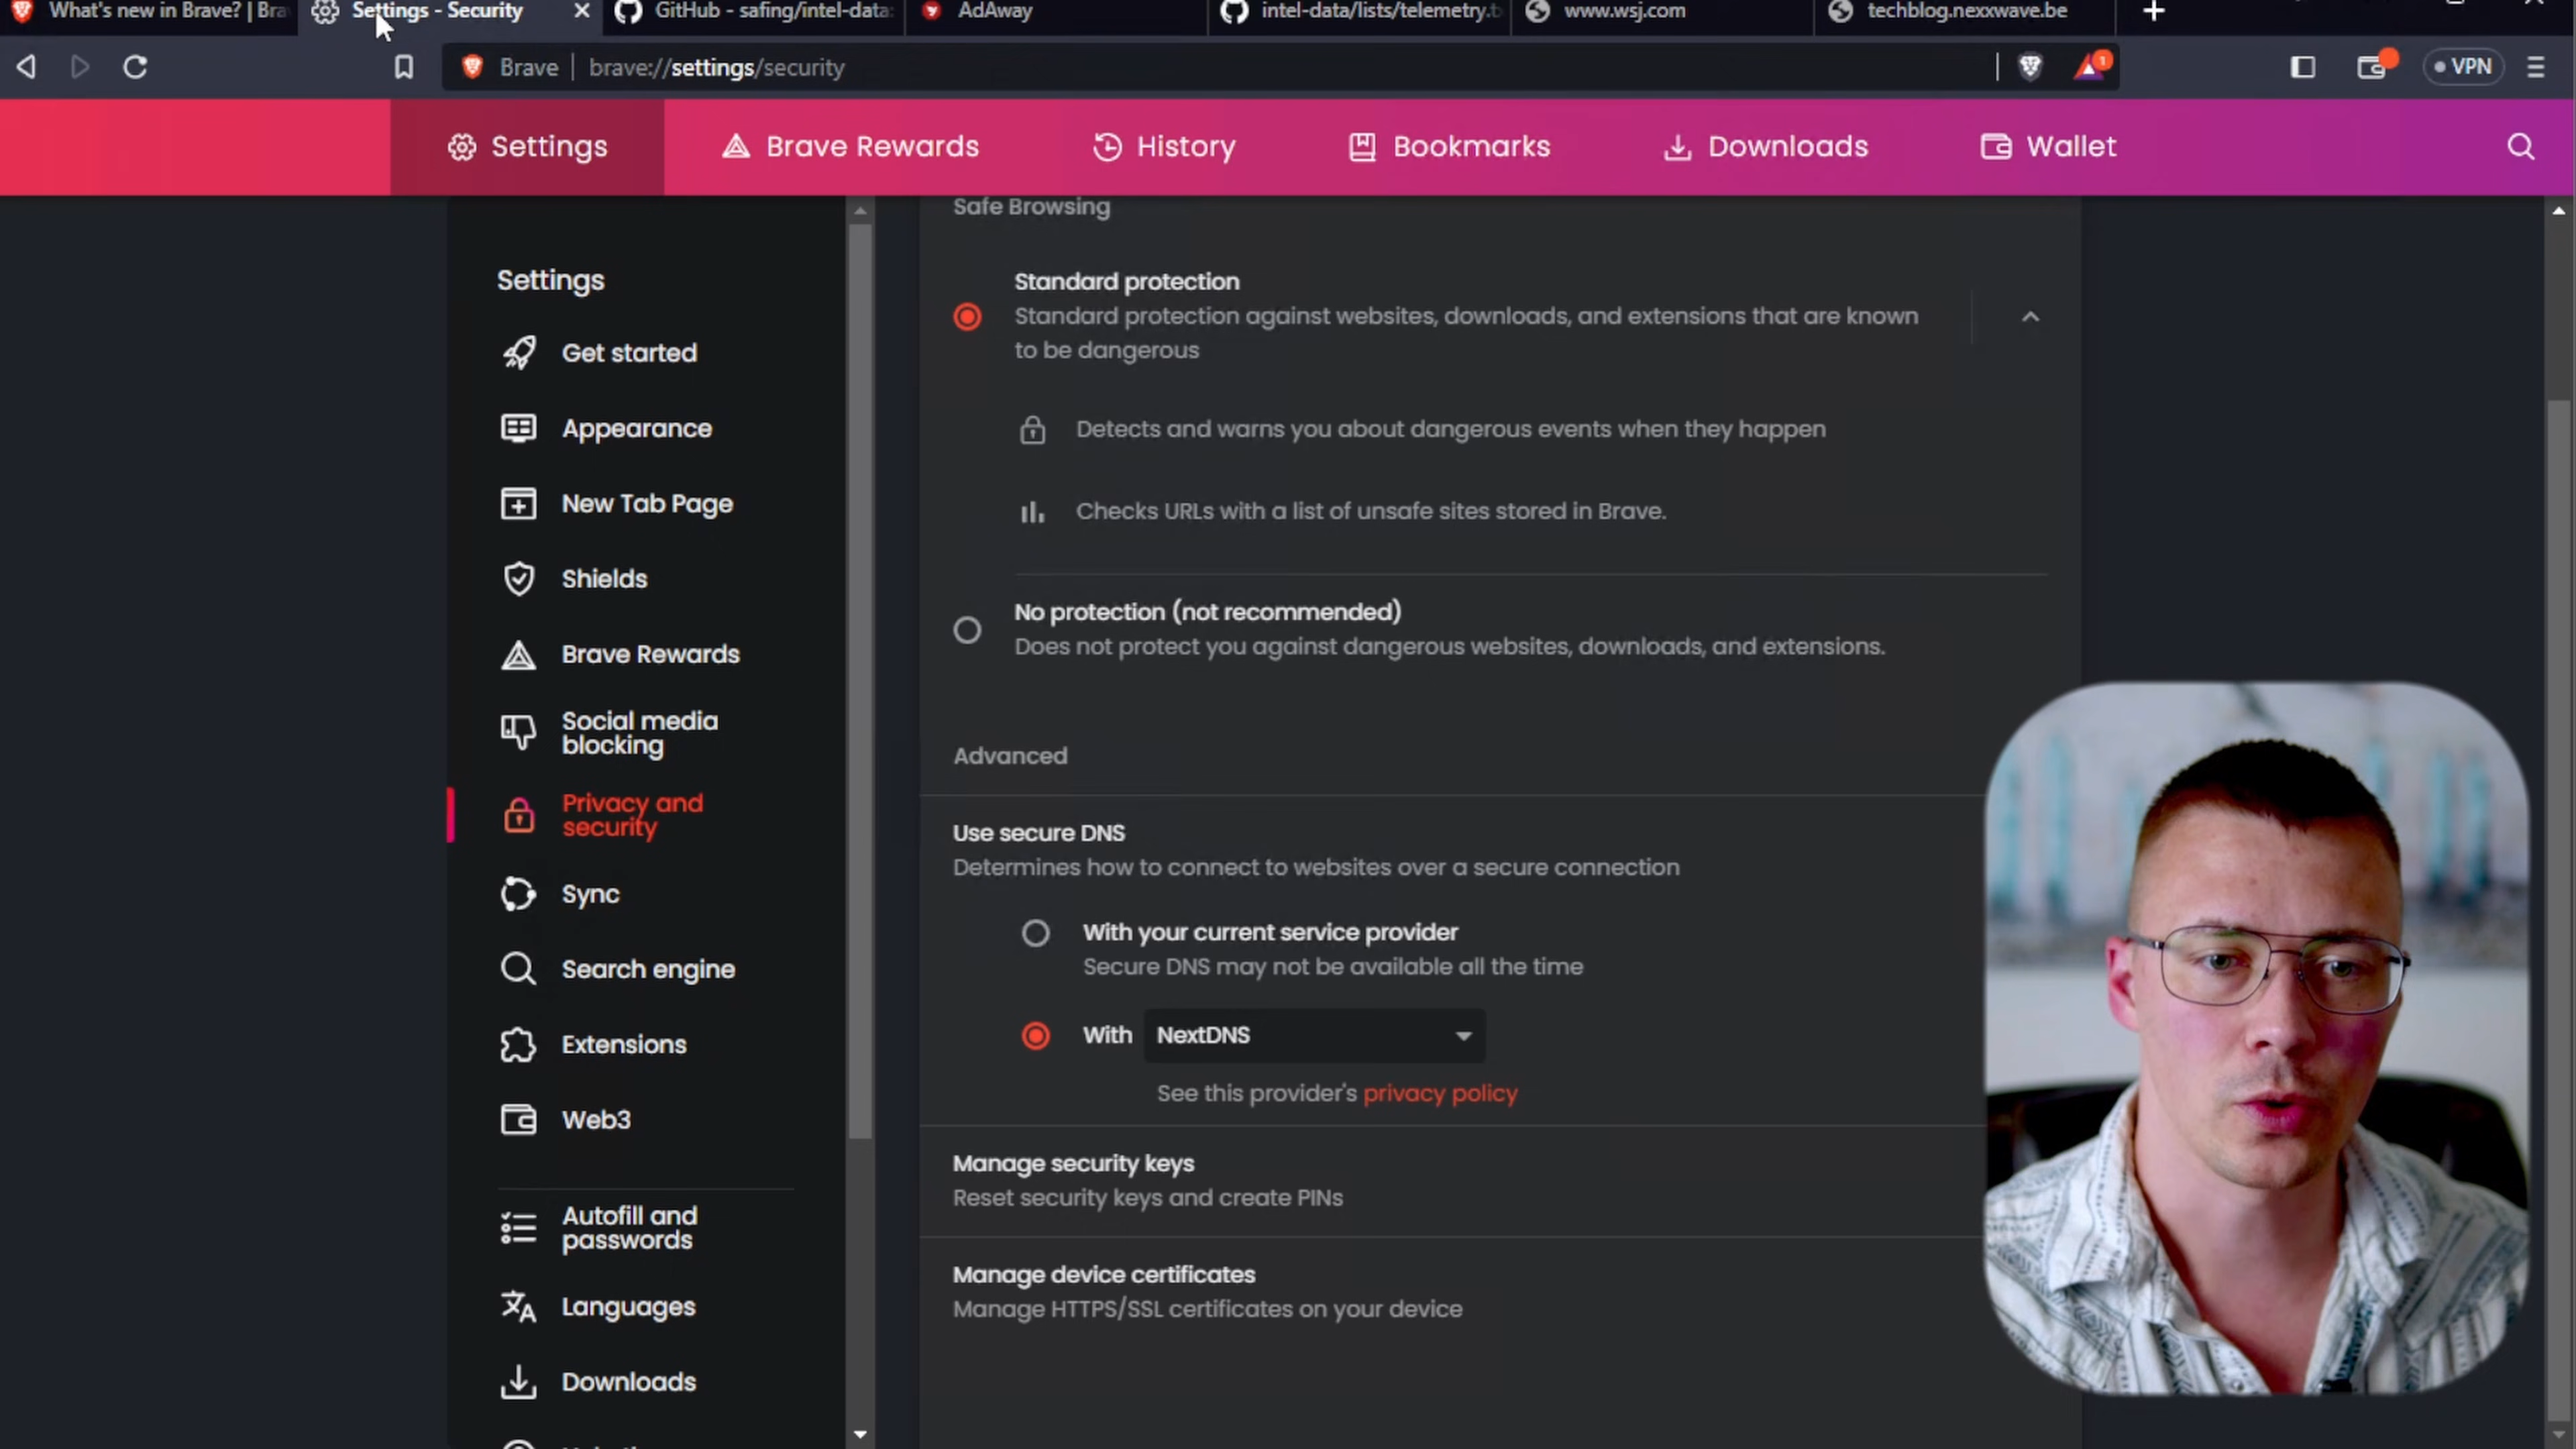 What's new in Brave? | Bra
Settings - Security
GitHub - safing/intel-data:
AdAway
intel-data/lists/telemetry.t
www.wsj.com
techblog.nexxwave.be
Brave
brave://settings/security
1
VPN
Settings
Brave Rewards
History
Bookmarks
Downloads
Wallet
Settings
Get started
Appearance
New Tab Page
Shields
Brave Rewards
Social media
blocking
Privacy and
security
Sync
Search engine
Extensions
Web3
Autofill and
passwords
Languages
Downloads
Safe Browsing
Standard protection
Standard protection against websites, downloads, and extensions that are known
to be dangerous
Detects and warns you about dangerous events when they happen
Checks URLs with a list of unsafe sites stored in Brave.
No protection (not recommended)
Does not protect you against dangerous websites, downloads, and extensions.
Advanced
Use secure DNS
Determines how to connect to websites over a secure connection
With your current service provider
Secure DNS may not be available all the time
With
NextDNS
See this provider's privacy policy
Manage security keys
Reset security keys and create PINs
Manage device certificates
Manage HTTPS/SSL certificates on your device